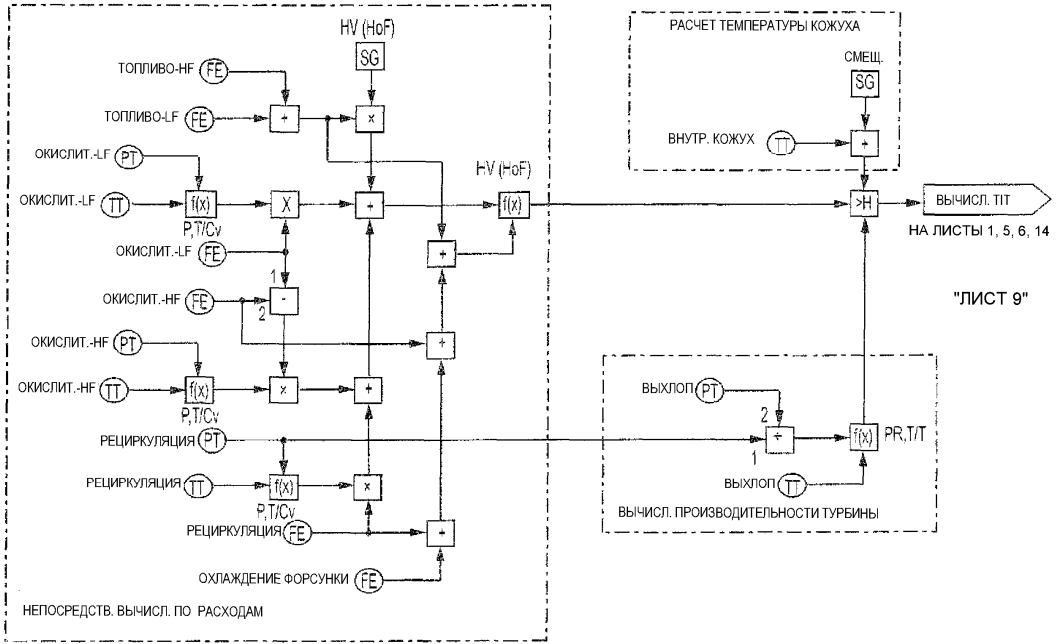 HV (HoF)
SG
ТОПЛИВО-HF FE
+
ТОПЛИВО-LF FE
×
ОКИСЛИТ.-LF PT
HV (HoF)
ОКИСЛИТ.-LF TT
f(x)
X
+
f(x)
P,T/Cv
ОКИСЛИТ.-LF FE
+
1
ОКИСЛИТ.-HF FE
-
2
ОКИСЛИТ.-HF PT
+
ОКИСЛИТ.-HF TT
f(x)
×
+
P,T/Cv
РЕЦИРКУЛЯЦИЯ PT
РЕЦИРКУЛЯЦИЯ TT
f(x)
×
P,T/Cv
РЕЦИРКУЛЯЦИЯ FE
+
ОХЛАЖДЕНИЕ ФОРСУНКИ FE
НЕПОСРЕДСТВ. ВЫЧИСЛ. ПО РАСХОДАМ
РАСЧЕТ ТЕМПЕРАТУРЫ КОЖУХА
СМЕЩ.
SG
ВНУТР. КОЖУХ TT
+
>H
ВЫЧИСЛ. TIT
НА ЛИСТЫ 1, 5, 6, 14
"ЛИСТ 9"
ВЫХЛОП PT
2
÷
1
f(x)
PR,T/T
ВЫХЛОП TT
ВЫЧИСЛ. ПРОИЗВОДИТЕЛЬНОСТИ ТУРБИНЫ